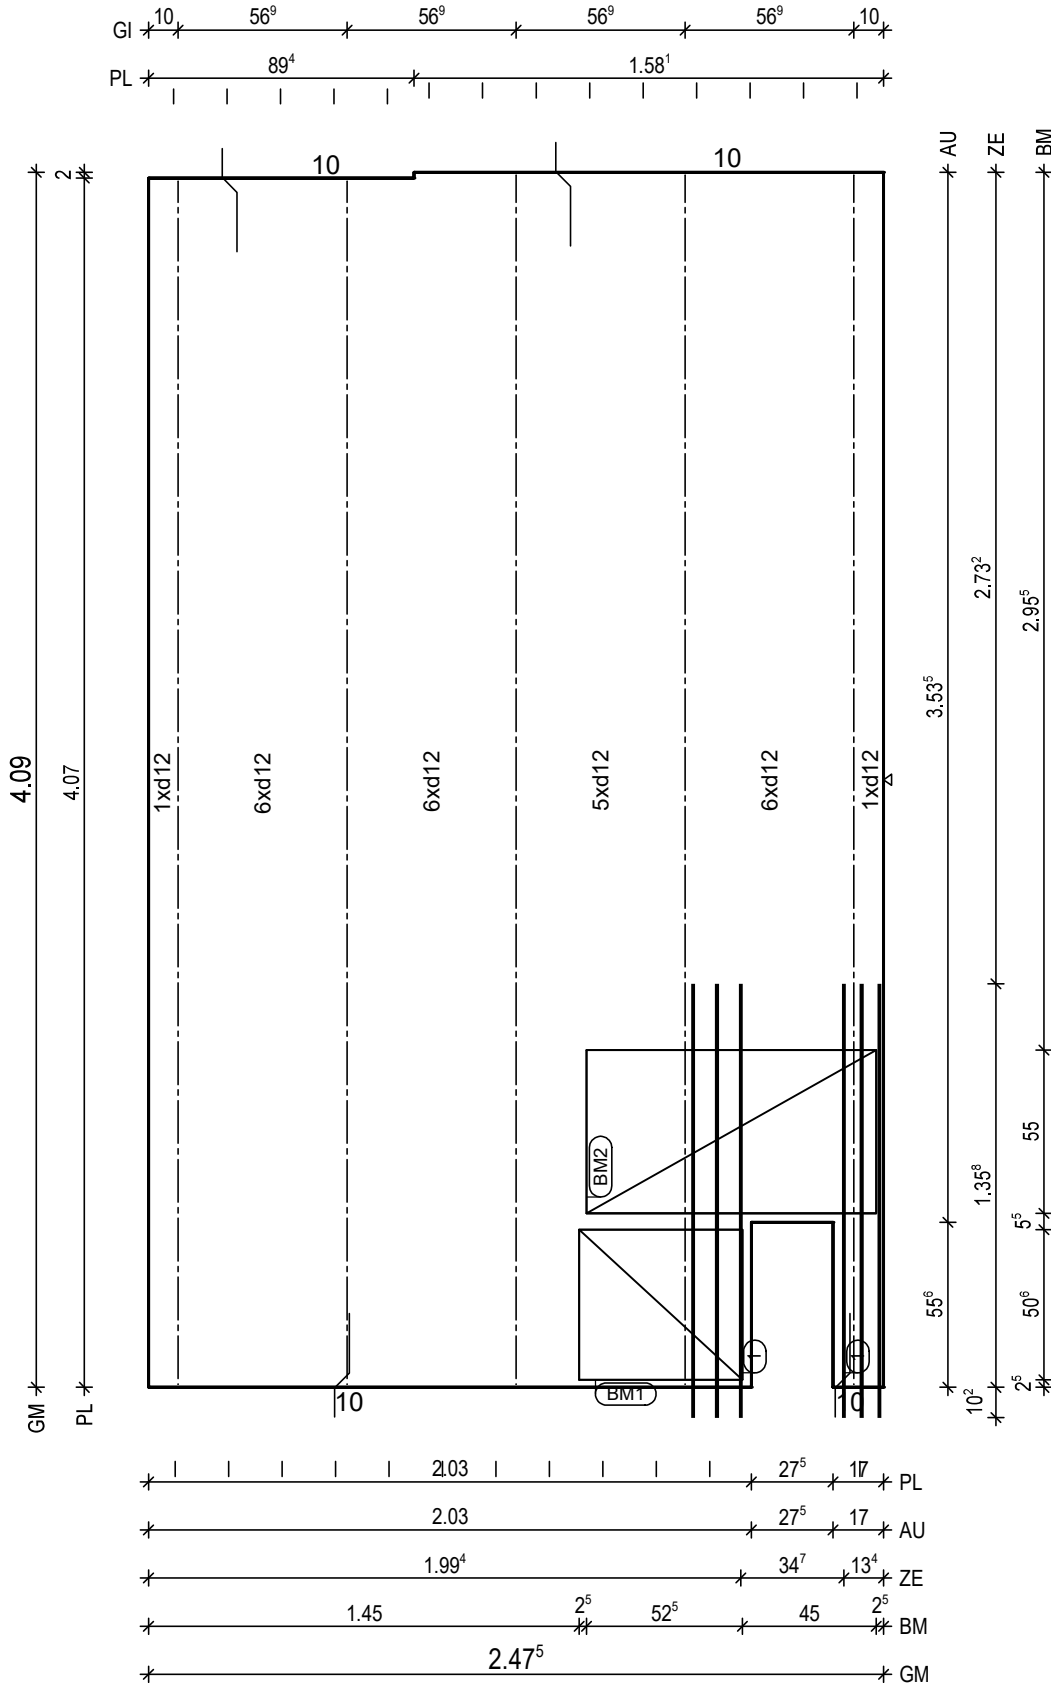 GI 10 56⁹ 56⁹ 56⁹ 56⁹ 10
PL 89⁴ 1.58¹
AU ZE BM
2 10 10
2.73²
2.95⁵
3.53⁵
4.09 4.07 1xd12 6xd12 6xd12 5xd12 6xd12 1xd12
55
BM2
1.35⁸
5⁵
55⁶ 50⁶
1 1
BM1
2⁵
10 10 10²
GM PL
2.03 27⁵ 17 PL
2.03 27⁵ 17 AU
1.99⁴ 34⁷ 13⁴ ZE
1.45 2⁵ 52⁵ 45 2⁵ BM
2.47⁵ GM